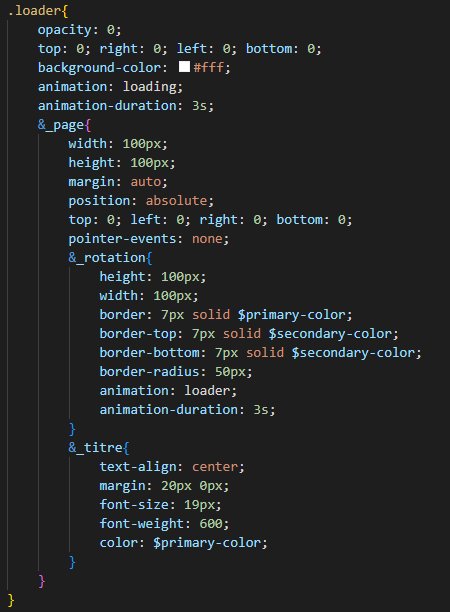 .loader{
    opacity: 0;
    top: 0; right: 0; left: 0; bottom: 0;
    background-color: #fff;
    animation: loading;
    animation-duration: 3s;
    &_page{
        width: 100px;
        height: 100px;
        margin: auto;
        position: absolute;
        top: 0; left: 0; right: 0; bottom: 0;
        pointer-events: none;
        &_rotation{
            height: 100px;
            width: 100px;
            border: 7px solid $primary-color;
            border-top: 7px solid $secondary-color;
            border-bottom: 7px solid $secondary-color;
            border-radius: 50px;
            animation: loader;
            animation-duration: 3s;
        }
        &_titre{
            text-align: center;
            margin: 20px 0px;
            font-size: 19px;
            font-weight: 600;
            color: $primary-color;
        }
    }
}